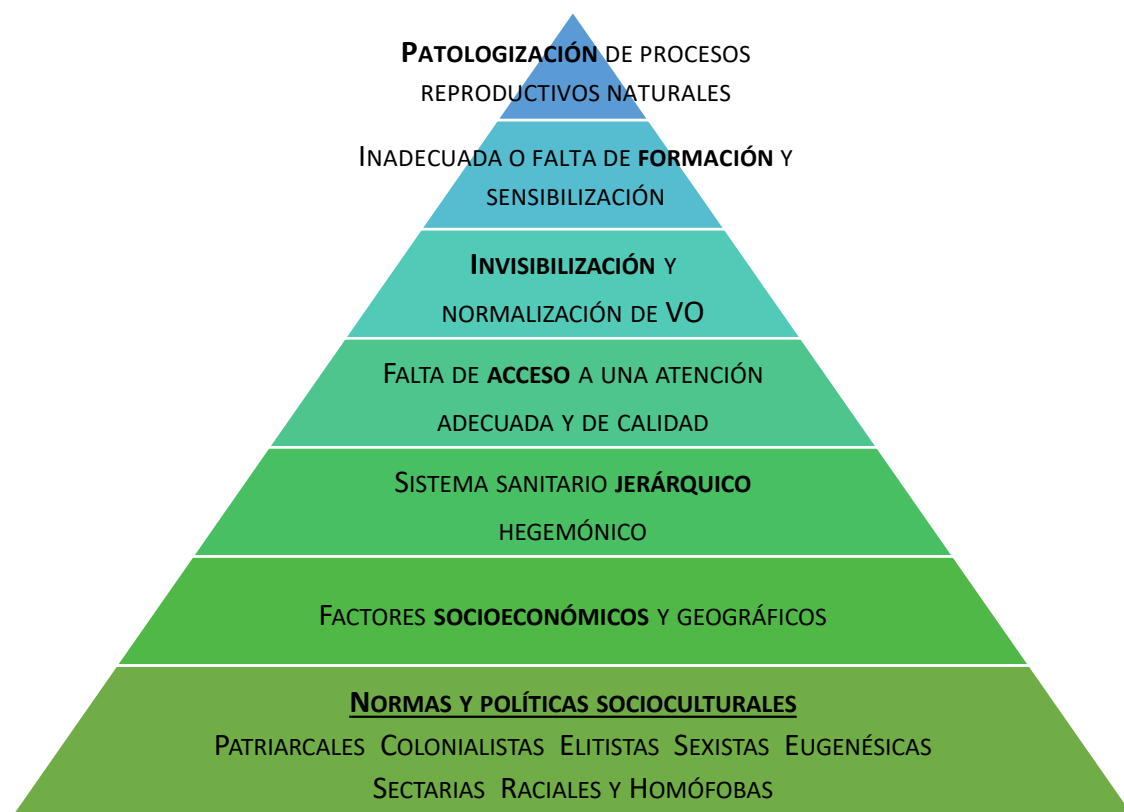 PATOLOGIZACIÓN DE PROCESOS
REPRODUCTIVOS NATURALES
INADECUADA O FALTA DE FORMACIÓN Y
SENSIBILIZACIÓN
INVISIBILIZACIÓN Y
NORMALIZACIÓN DE VO
FALTA DE ACCESO A UNA ATENCIÓN
ADECUADA Y DE CALIDAD
SISTEMA SANITARIO JERÁRQUICO
HEGEMÓNICO
FACTORES SOCIOECONÓMICOS Y GEOGRÁFICOS
NORMAS Y POLÍTICAS SOCIOCULTURALES
PATRIARCALES COLONIALISTAS ELITISTAS SEXISTAS EUGENÉSICAS
SECTARIAS RACIALES Y HOMÓFOBAS